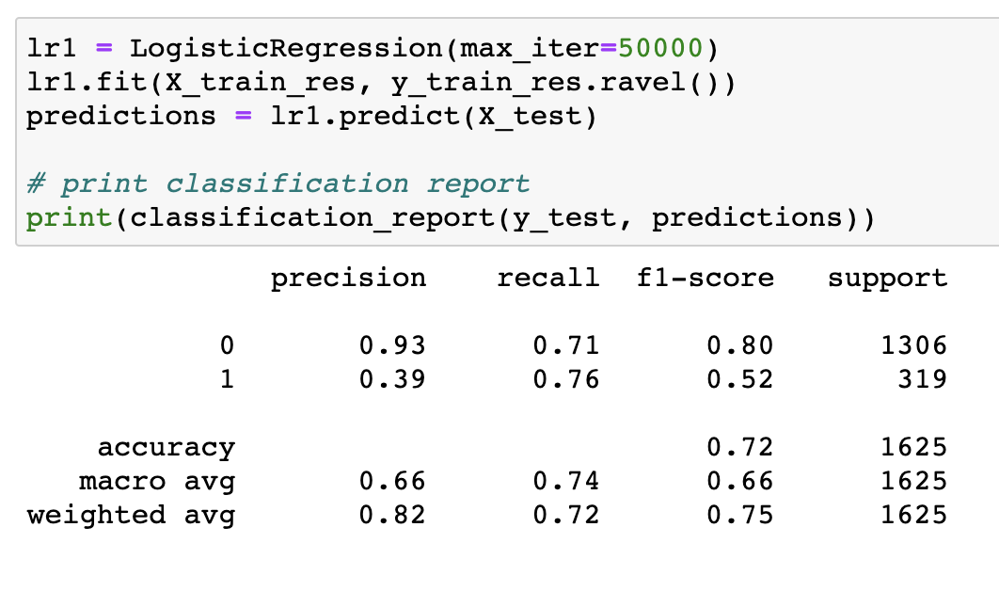 lr1 = LogisticRegression(max_iter=50000)
lr1.fit(X_train_res, y_train_res.ravel())
predictions = lr1.predict(X_test)
# print classification report
print(classification_report(y_test, predictions))
precision recall f1-score support
0 0.93 0.71 0.80 1306
1 0.39 0.76 0.52 319
accuracy 0.72 1625
macro avg 0.66 0.74 0.66 1625
weighted avg 0.82 0.72 0.75 1625